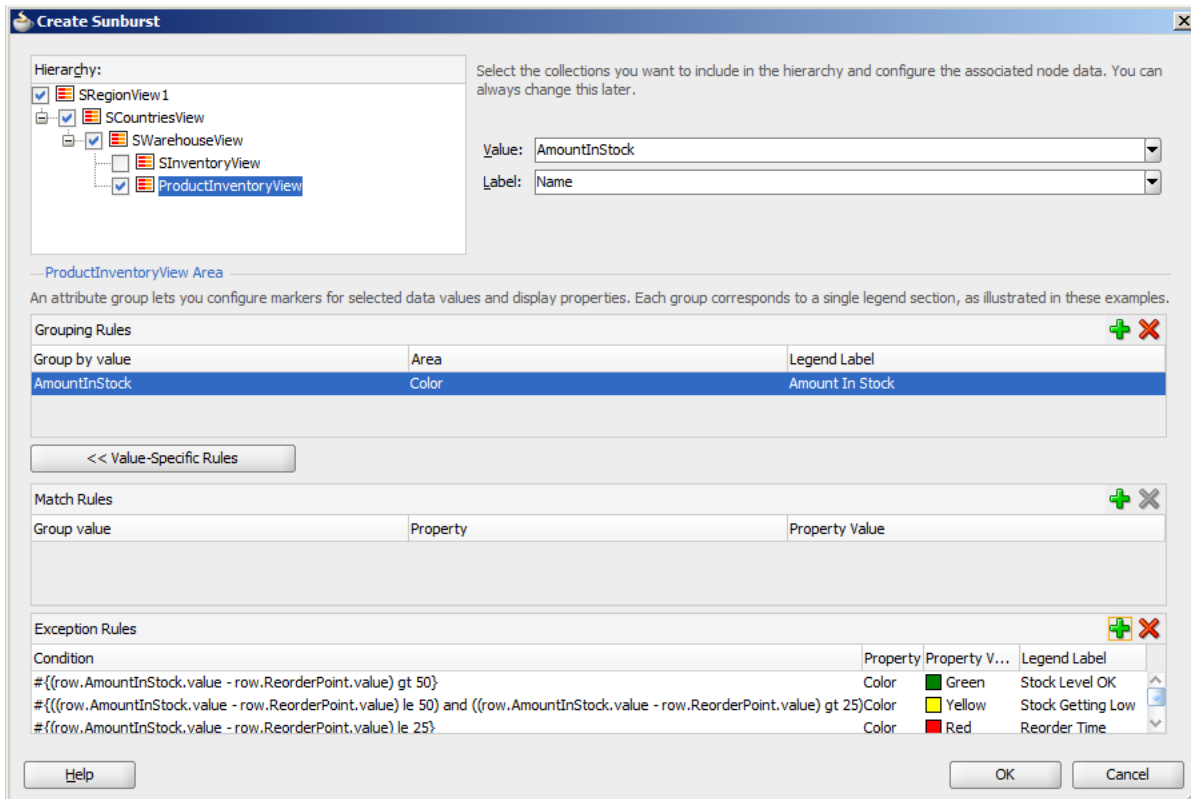 Create Sunburst
Hierarchy:
SRegionView1
SCountriesView
SWarehouseView
SInventoryView
ProductInventoryView
Select the collections you want to include in the hierarchy and configure the associated node data. You can
always change this later.
Value: AmountInStock
Label: Name
ProductInventoryView Area
An attribute group lets you configure markers for selected data values and display properties. Each group corresponds to a single legend section, as illustrated in these examples.
Grouping Rules
Group by value Area Legend Label
AmountInStock Color Amount In Stock
<< Value-Specific Rules
Match Rules
Group value Property Property Value
Exception Rules
Condition Property Property V... Legend Label
#{(row.AmountInStock.value - row.ReorderPoint.value) gt 50} Color Green Stock Level OK
#{((row.AmountInStock.value - row.ReorderPoint.value) le 50) and ((row.AmountInStock.value - row.ReorderPoint.value) gt 25) Color Yellow Stock Getting Low
#{(row.AmountInStock.value - row.ReorderPoint.value) le 25} Color Red Reorder Time
Help OK Cancel